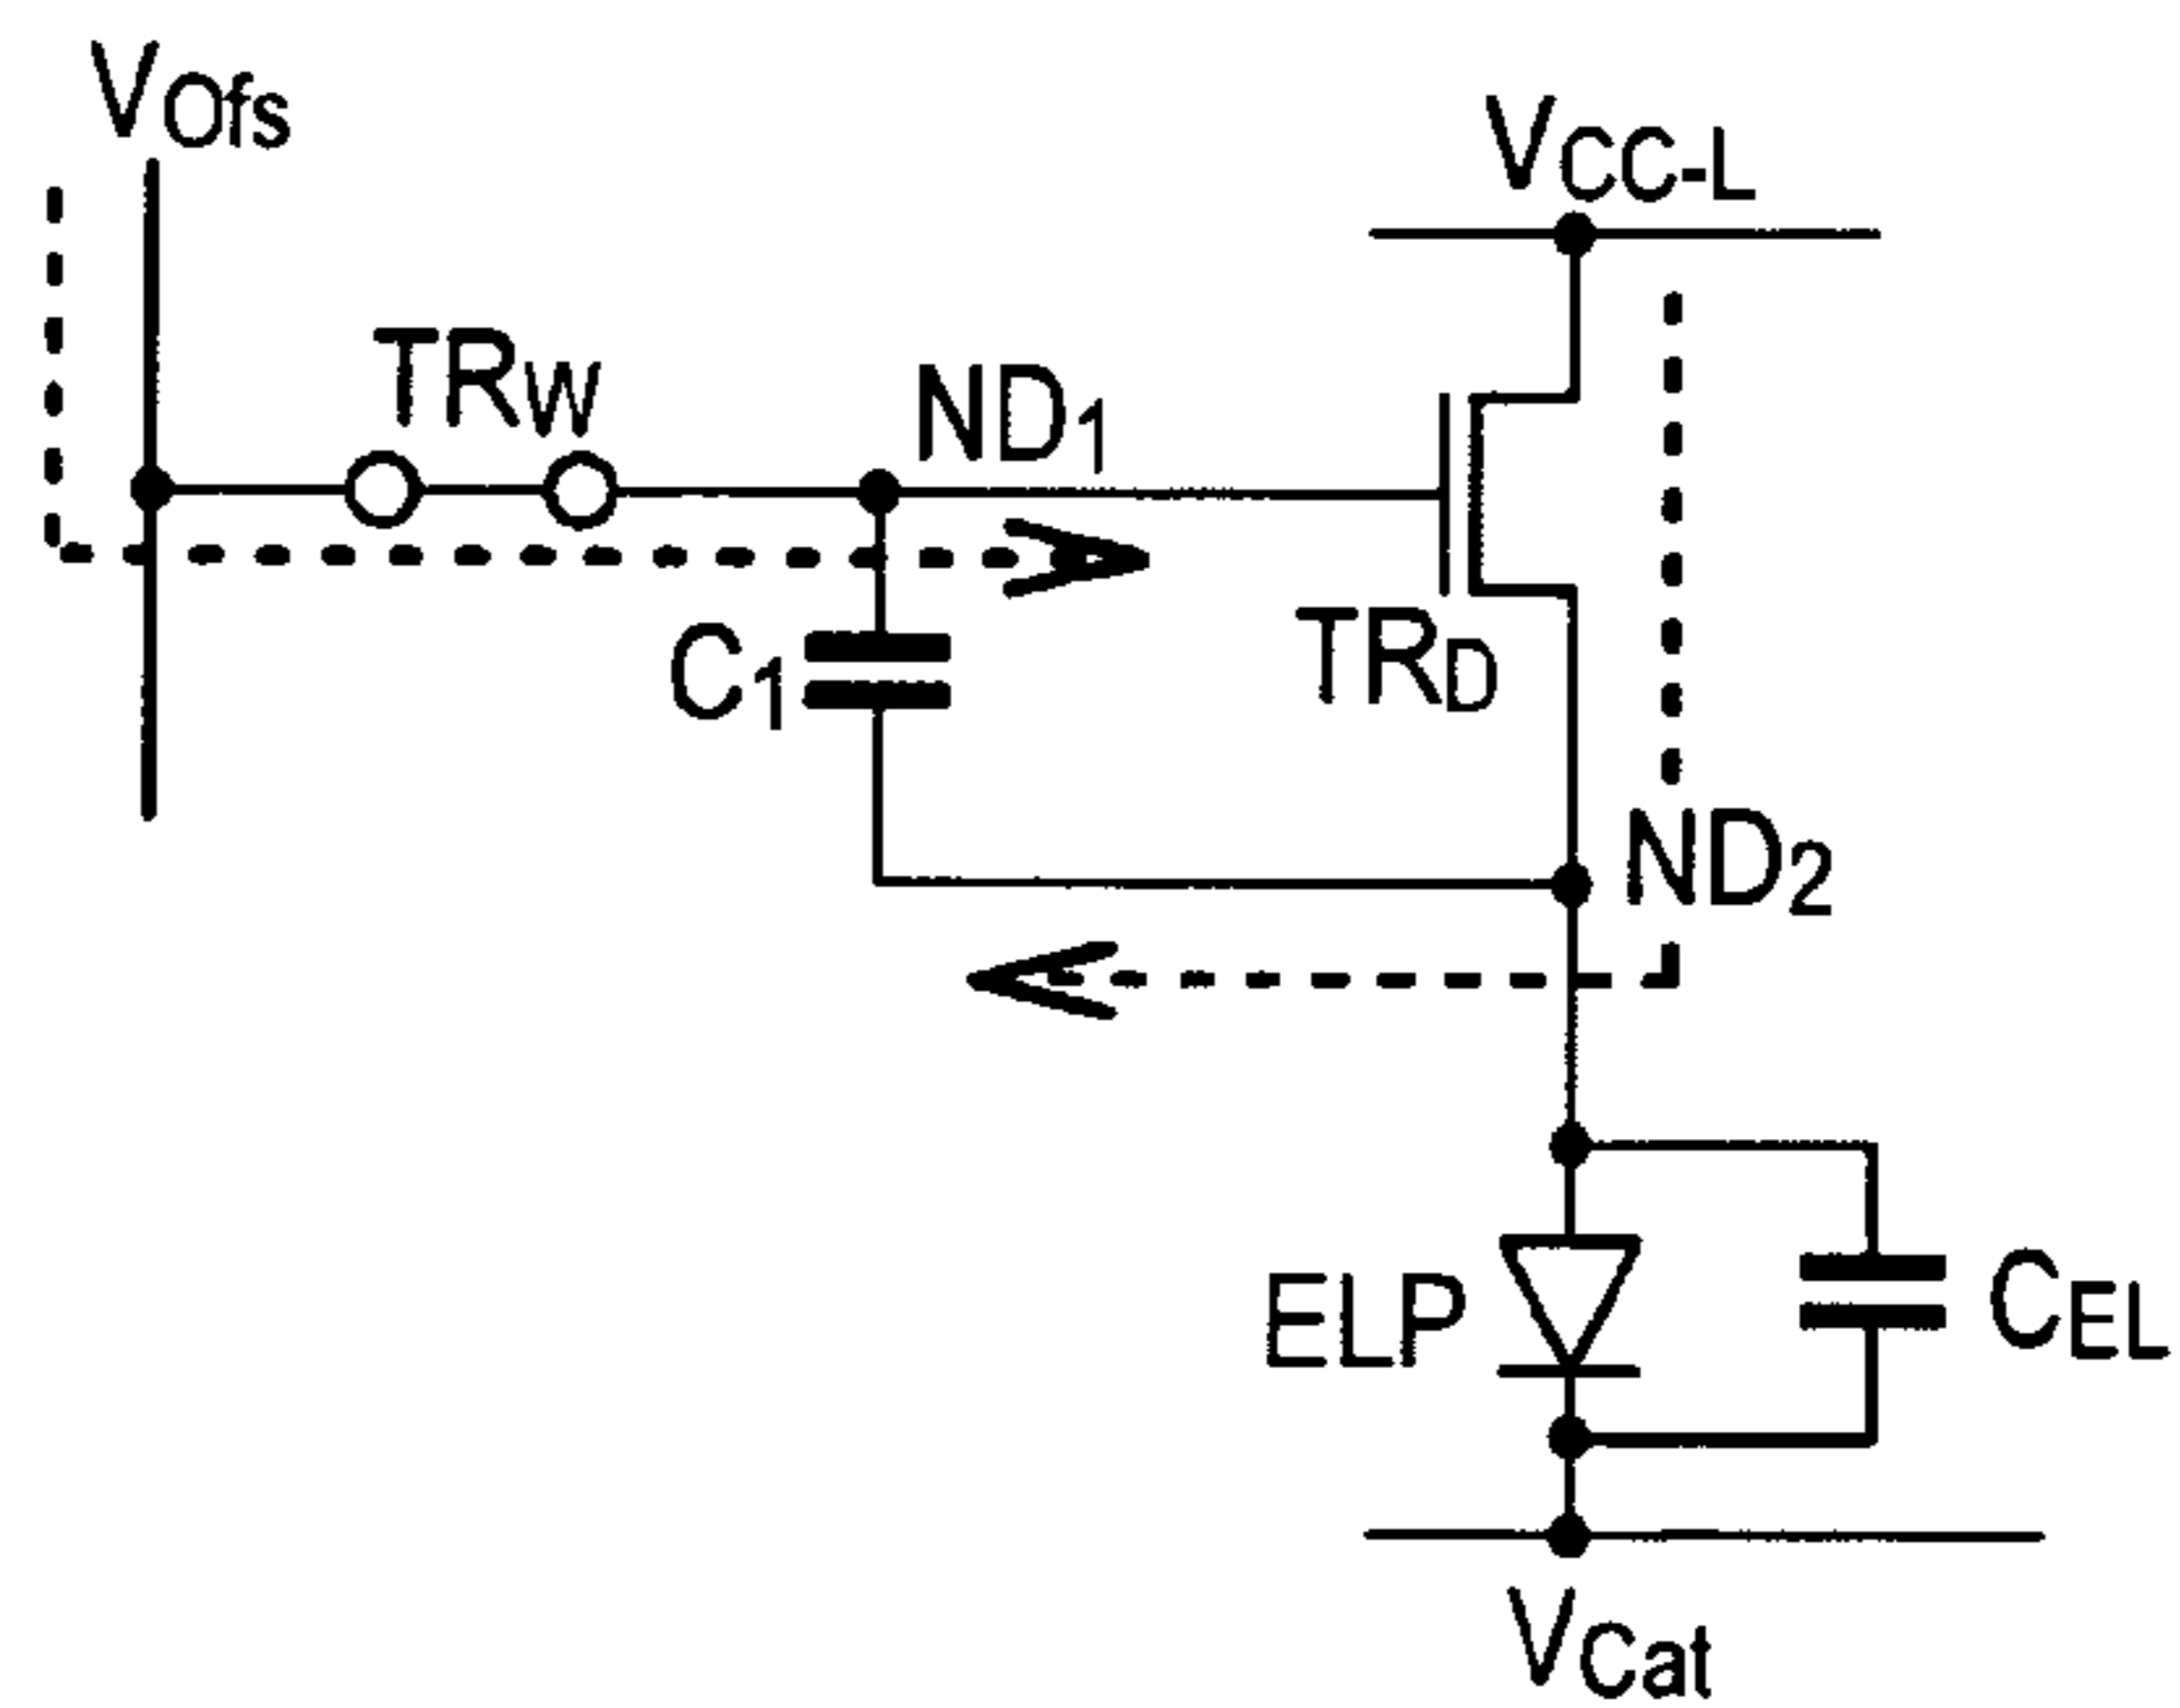 VOfs
VCC-L
TRW
ND1
C1
TRD
ND2
ELP
CEL
VCat